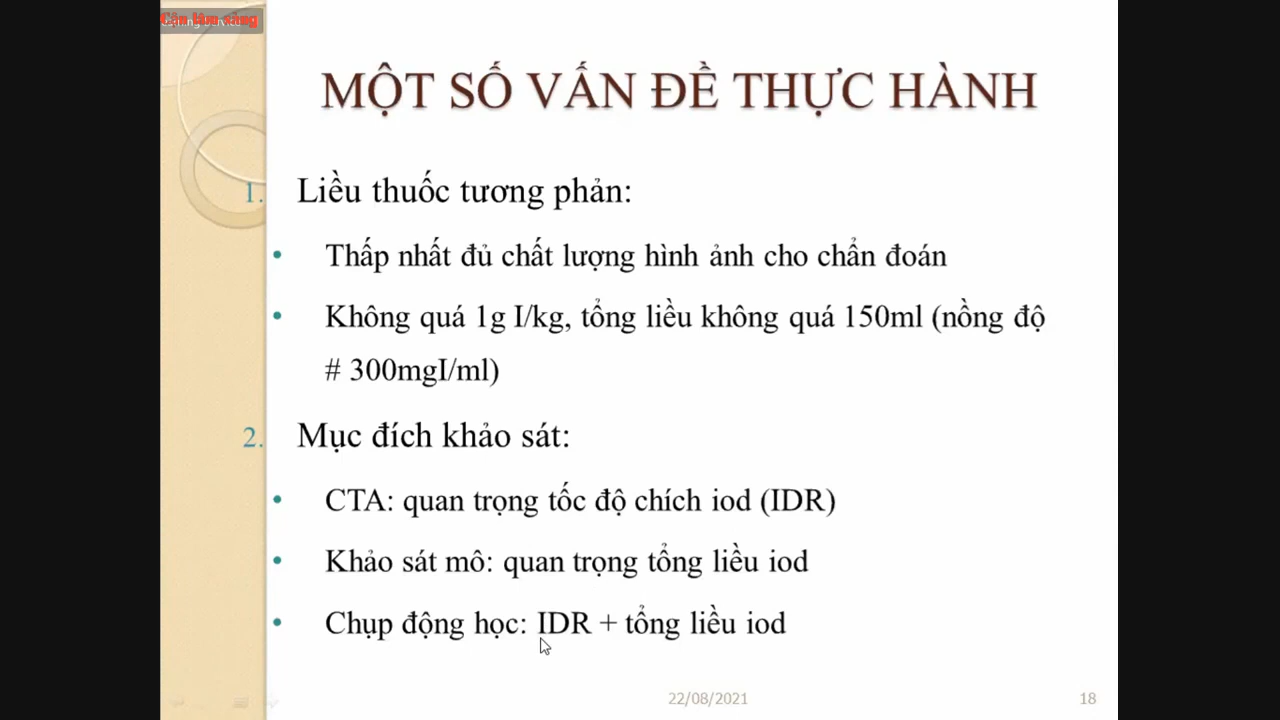 Cận lâm sàng
MỘT SỐ VẤN ĐỀ THỰC HÀNH
1. Liều thuốc tương phản:
• Thấp nhất đủ chất lượng hình ảnh cho chẩn đoán
• Không quá 1g I/kg, tổng liều không quá 150ml (nồng độ
# 300mgI/ml)
2. Mục đích khảo sát:
• CTA: quan trọng tốc độ chích iod (IDR)
• Khảo sát mô: quan trọng tổng liều iod
• Chụp động học: IDR + tổng liều iod
22/08/2021
18